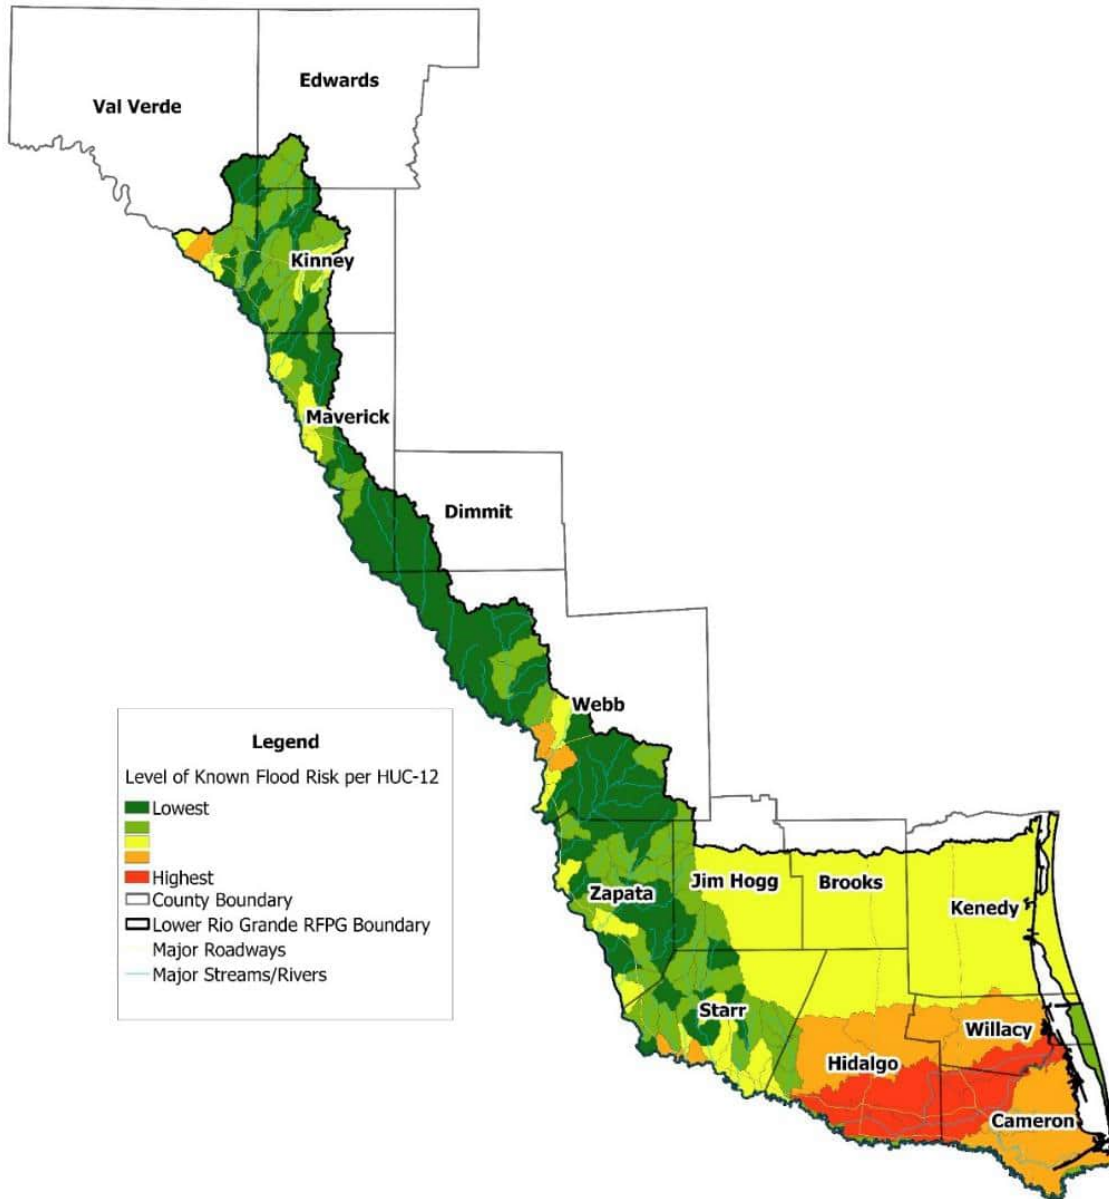 Edwards
Val Verde
Kinney
Maverick
Dimmit
Webb
Legend
Level of Known Flood Risk per HUC-12
Lowest
Highest
County Boundary
Lower Rio Grande RFPG Boundary
Major Roadways
Major Streams/Rivers
Zapata
Jim Hogg
Brooks
Kenedy
Starr
Willacy
Hidalgo
Cameron